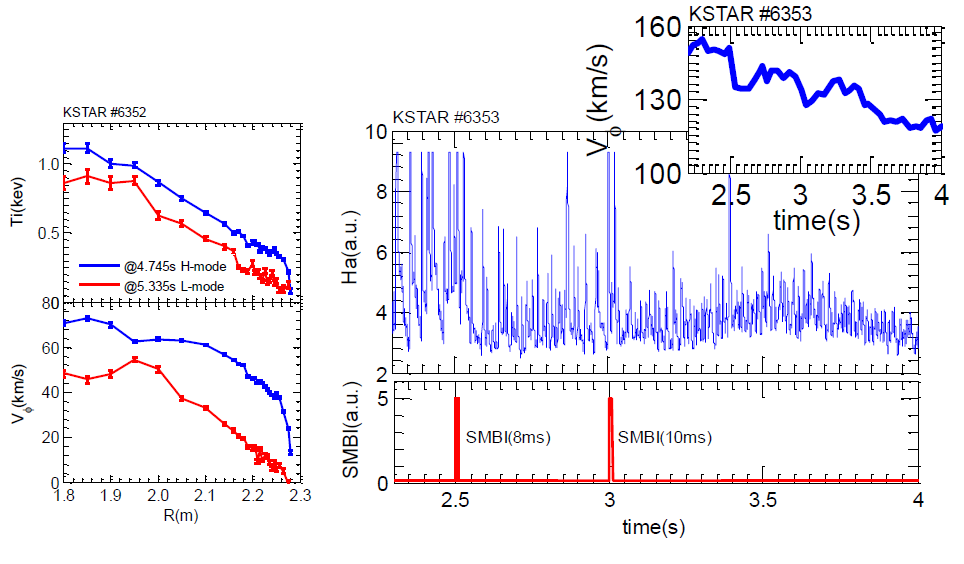 KSTAR #6353
160
130
100
Vϕ(km/s)
2.5 3 3.5 4
time(s)
KSTAR #6352
1.0
0.5
Ti(kev)
@4.745s H-mode
@5.335s L-mode
80
60
40
20
0
Vϕ(km/s)
1.8 1.9 2.0 2.1 2.2 2.3
R(m)
KSTAR #6353
10
8
6
4
2
Ha(a.u.)
5
0
SMBI(a.u.)
SMBI(8ms) SMBI(10ms)
2.5 3 3.5 4
time(s)